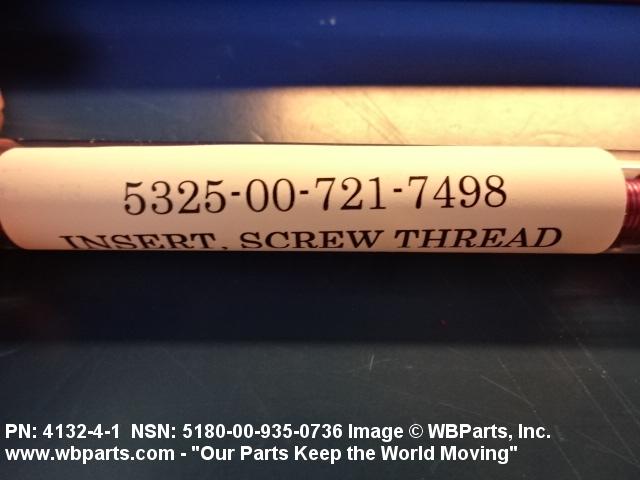 5325-00-721-7498
INSERT, SCREW THREAD
PN: 4132-4-1 NSN: 5180-00-935-0736 Image © WBParts, Inc.
www.wbparts.com - "Our Parts Keep the World Moving"